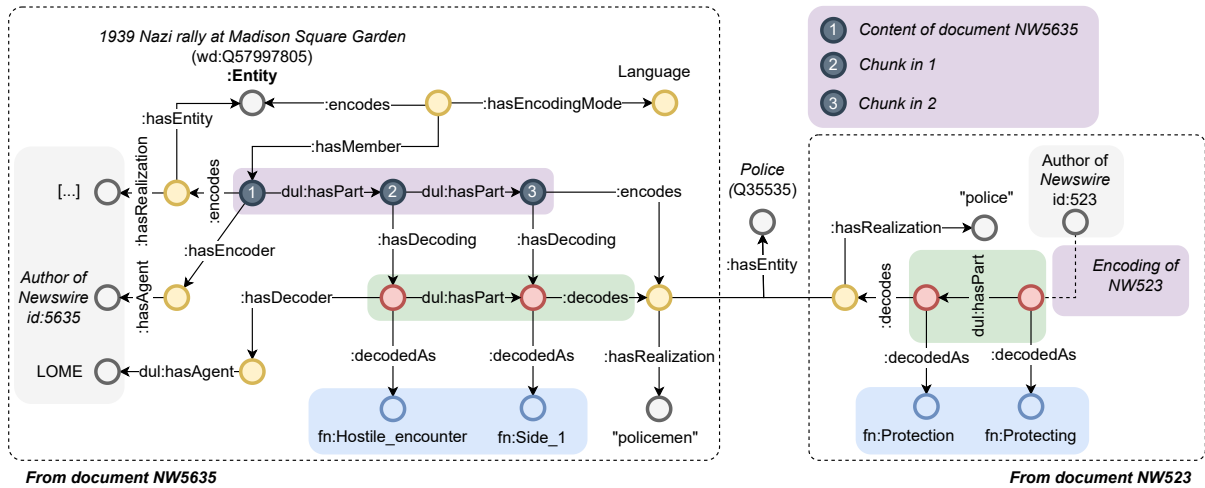 1939 Nazi rally at Madison Square Garden
(wd:Q57997805)
:Entity
Language
:encodes
:hasEncodingMode
:hasEntity
:hasMember
[...]
:hasRealization
:encodes
1
dul:hasPart
2
dul:hasPart
3
:encodes
:hasEncoder
:hasDecoding
:hasDecoding
Author of
Newswire
id:5635
:hasAgent
:hasDecoder
dul:hasPart
:decodes
LOME
dul:hasAgent
:decodedAs
:decodedAs
:hasRealization
fn:Hostile_encounter
fn:Side_1
"policemen"
From document NW5635
1 Content of document NW5635
2 Chunk in 1
3 Chunk in 2
Police
(Q35535)
:hasEntity
"police"
Author of
Newswire
id:523
:hasRealization
Encoding of
NW523
:decodes
dul:hasPart
:decodedAs
:decodedAs
fn:Protection
fn:Protecting
From document NW523